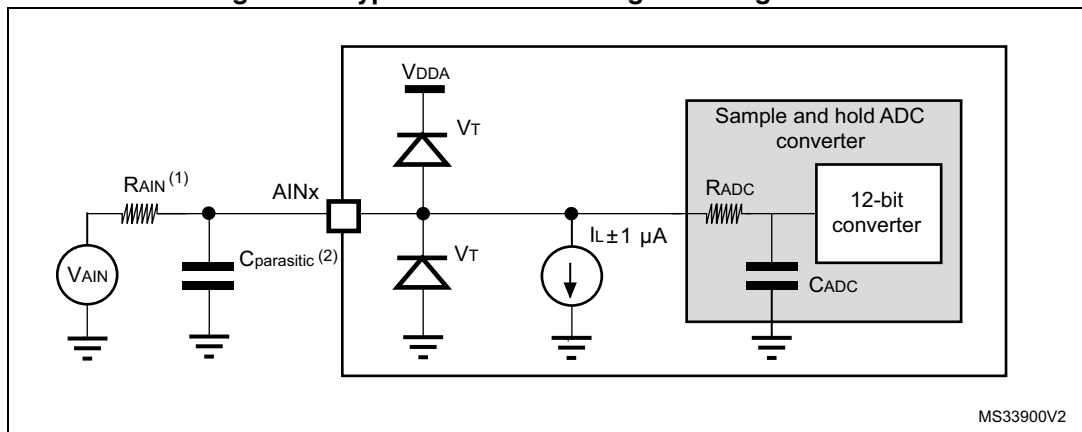 VDDA
Sample and hold ADC
converter
VT
RAIN (1)
AINx
RADC
12-bit
converter
IL±1 µA
VT
Cparasitic (2)
VAIN
CADC
MS33900V2